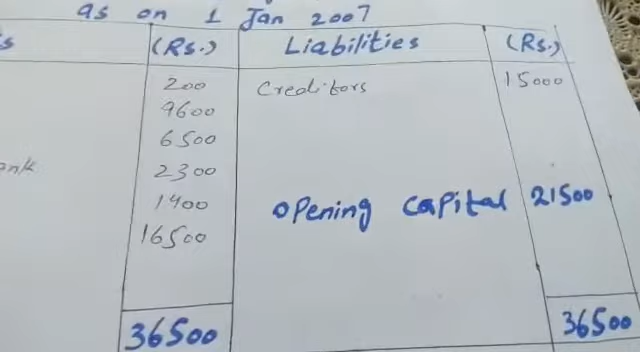 as on 1 Jan 2007
s (Rs.) Liabilities (Rs.)
200 Creditors 15000
9600
6500
ank 2300
1400 Opening capital 21500
16500
36500 36500